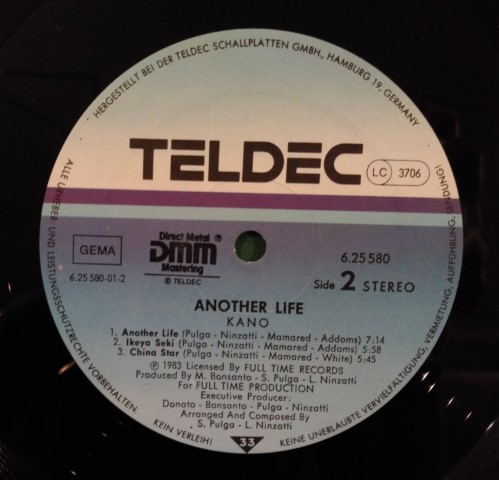 HERGESTELLT BEI DER TELDEC SCHALLPLATTEN GMBH., HAMBURG 19, GERMANY
TELDEC
LC 3706
GEMA
6.25 580-01-2
Direct Metal ®
DMM
Mastering
© TELDEC
6.25 580
Side 2 STEREO
ANOTHER LIFE
KANO
1. Another Life (Pulga - Ninzatti - Mamared - Addoms) 7:14
2. Ikeya Seki (Pulga - Ninzatti - Mamared - Addoms) 5:58
3. China Star (Pulga - Ninzatti - Mamared - White) 5:45
℗ 1983 Licensed By FULL TIME RECORDS
Produced By M. Bonsanto - S. Pulga - L. Ninzatti
For FULL TIME PRODUCTION
Executive Producer:
Donato - Bonsanto - Pulga - Ninzatti
Arranged And Composed By
S. Pulga - L. Ninzatti
33
ALLE URHEBER- UND LEISTUNGSSCHUTZRECHTE VORBEHALTEN.
KEIN VERLEIH!
KEINE UNERLAUBTE VERVIELFÄLTIGUNG, VERMIETUNG, AUFFÜHRUNG, SENDUNG!